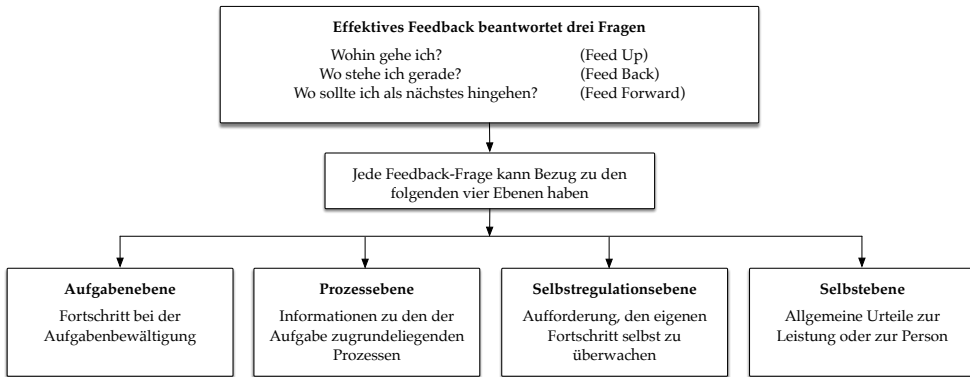 Effektives Feedback beantwortet drei Fragen
Wohin gehe ich? (Feed Up)
Wo stehe ich gerade? (Feed Back)
Wo sollte ich als nächstes hingehen? (Feed Forward)
Jede Feedback-Frage kann Bezug zu den
folgenden vier Ebenen haben
Aufgabenebene
Fortschritt bei der
Aufgabenbewältigung
Prozessebene
Informationen zu den der
Aufgabe zugrundeliegenden
Prozessen
Selbstregulationsebene
Aufforderung, den eigenen
Fortschritt selbst zu
überwachen
Selbstebene
Allgemeine Urteile zur
Leistung oder zur Person